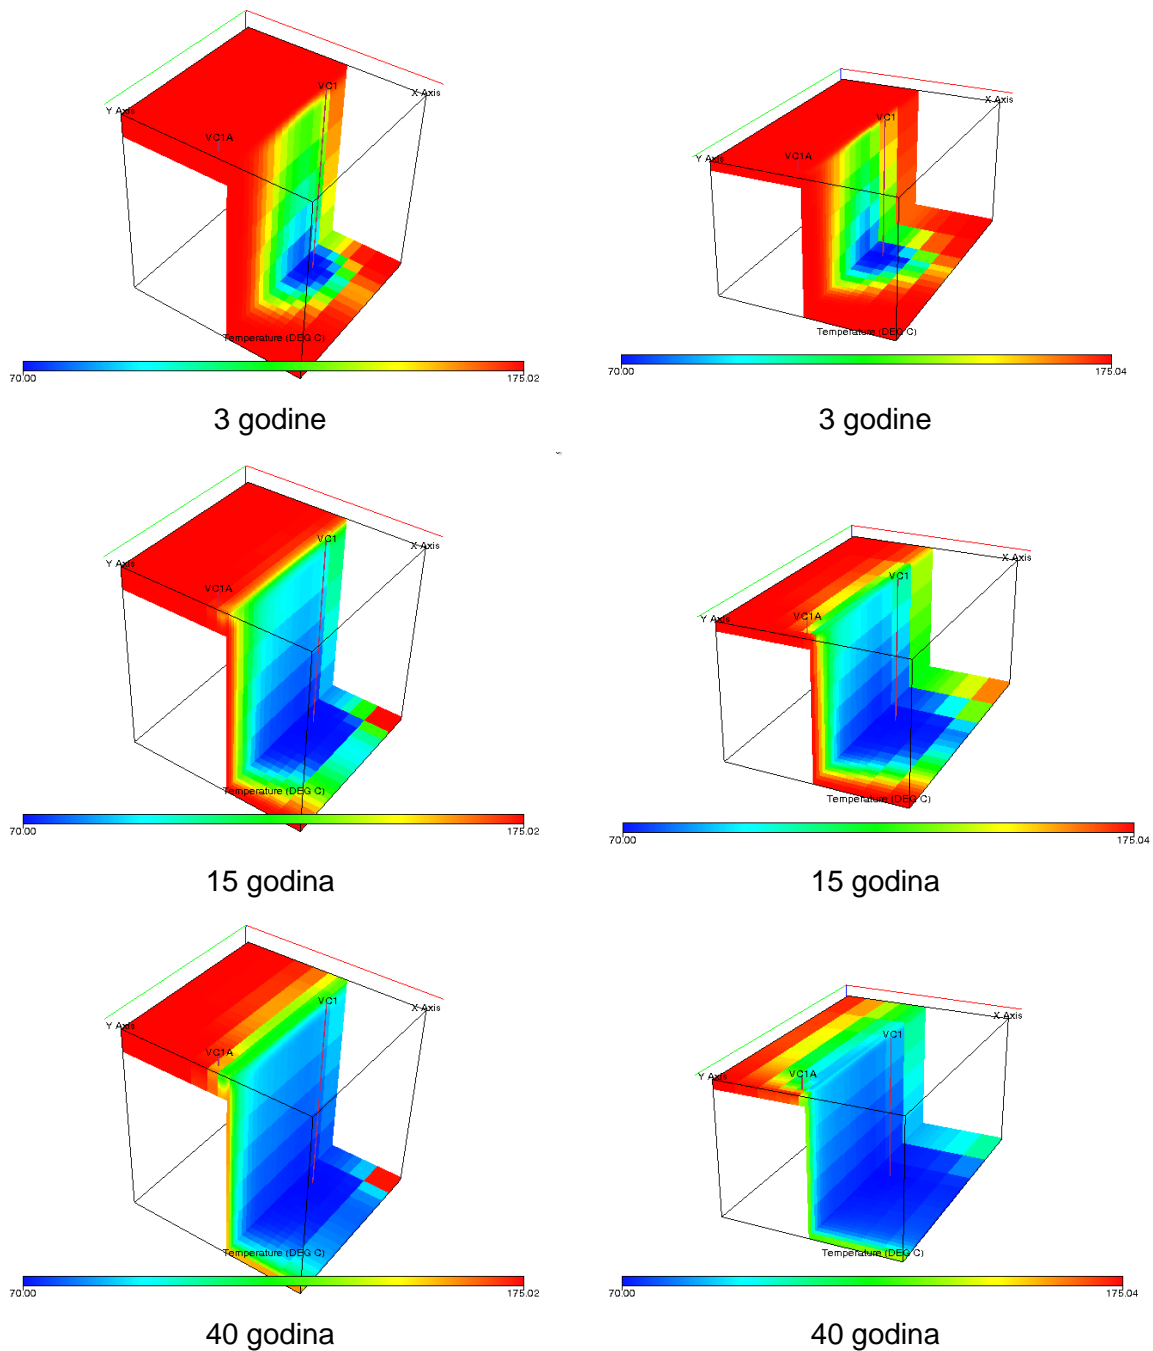 VC1
X Axis
Y Axis
VC1A
Temperature (DEG C)
70.00 175.02
3 godine
X Axis
VC1
Y Axis
VC1A
Temperature (DEG C)
70.00 175.04
3 godine
VC1
X Axis
Y Axis
VC1A
Temperature (DEG C)
70.00 175.02
15 godina
X Axis
VC1
VC1A
Y Axis
Temperature (DEG C)
70.00 175.04
15 godina
VC1
X Axis
Y Axis
VC1A
Temperature (DEG C)
70.00 175.02
40 godina
X Axis
VC1
VC1A
Y Axis
Temperature (DEG C)
70.00 175.04
40 godina